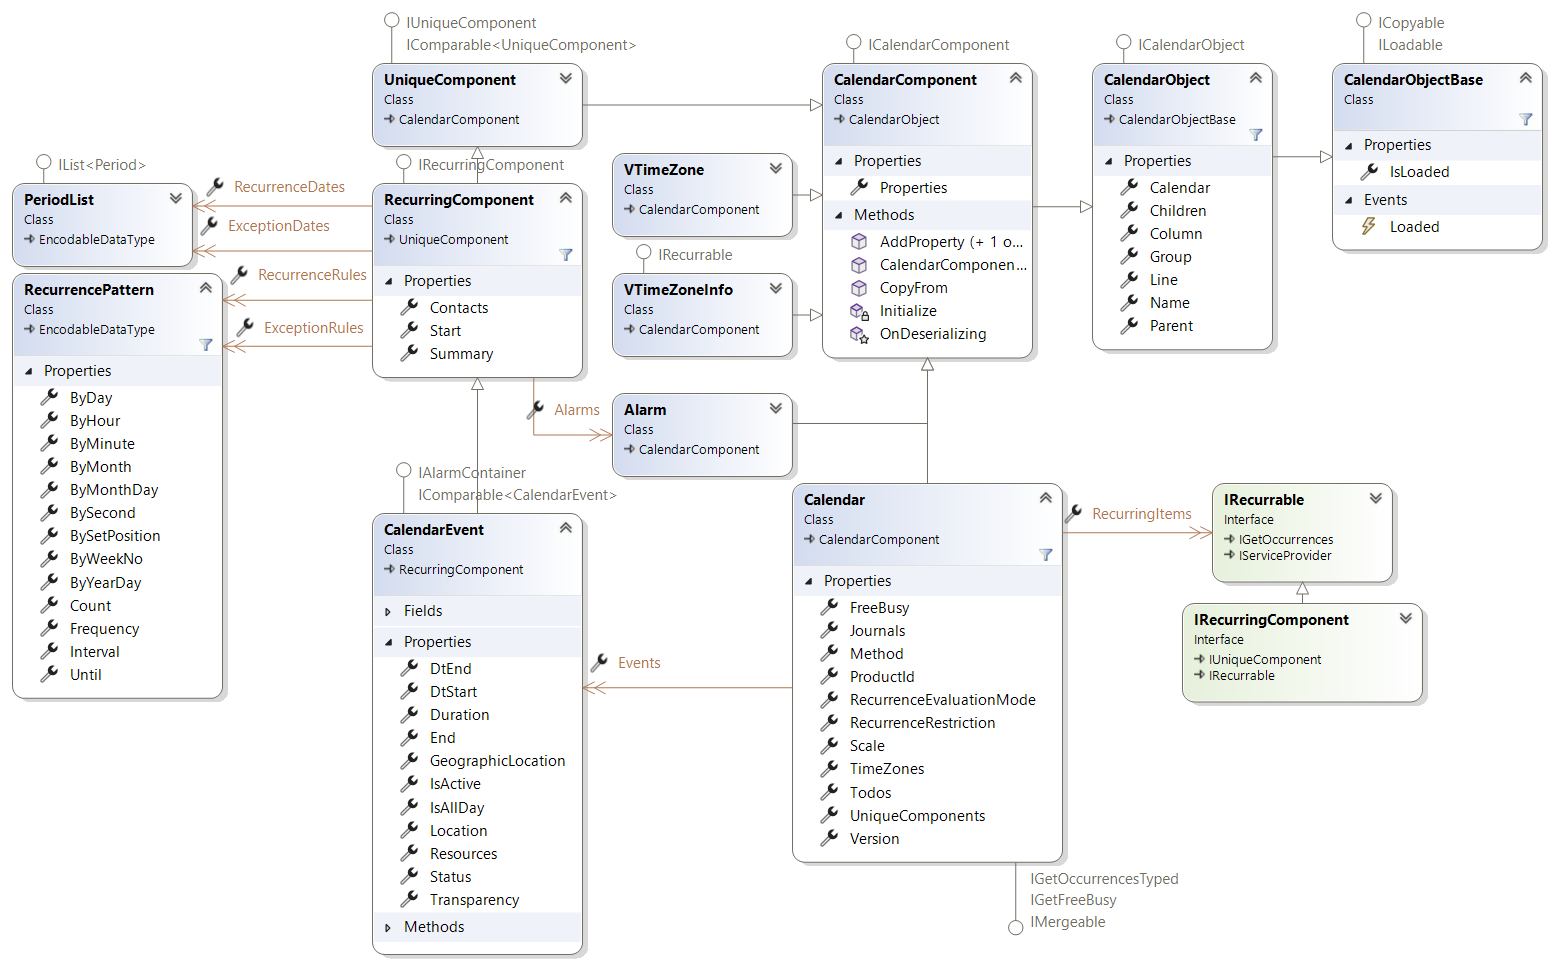 IUniqueComponent
IComparable<UniqueComponent>
UniqueComponent
Class
CalendarComponent
ICalendarComponent
CalendarComponent
Class
CalendarObject
Properties
Properties
Methods
AddProperty (+ 1 o...
CalendarComponen...
CopyFrom
Initialize
OnDeserializing
ICalendarObject
CalendarObject
Class
CalendarObjectBase
Properties
Calendar
Children
Column
Group
Line
Name
Parent
ICopyable
ILoadable
CalendarObjectBase
Class
Properties
IsLoaded
Events
Loaded
IList<Period>
PeriodList
Class
EncodableDataType
RecurrenceDates
ExceptionDates
RecurrenceRules
ExceptionRules
RecurrencePattern
Class
EncodableDataType
Properties
ByDay
ByHour
ByMinute
ByMonth
ByMonthDay
BySecond
BySetPosition
ByWeekNo
ByYearDay
Count
Frequency
Interval
Until
IRecurringComponent
RecurringComponent
Class
UniqueComponent
Properties
Contacts
Start
Summary
VTimeZone
Class
CalendarComponent
IRecurrable
VTimeZoneInfo
Class
CalendarComponent
Alarms
Alarm
Class
CalendarComponent
IAlarmContainer
IComparable<CalendarEvent>
CalendarEvent
Class
RecurringComponent
Fields
Properties
DtEnd
DtStart
Duration
End
GeographicLocation
IsActive
IsAllDay
Location
Resources
Status
Transparency
Methods
Events
Calendar
Class
CalendarComponent
Properties
FreeBusy
Journals
Method
ProductId
RecurrenceEvaluationMode
RecurrenceRestriction
Scale
TimeZones
Todos
UniqueComponents
Version
IGetOccurrencesTyped
IGetFreeBusy
IMergeable
RecurringItems
IRecurrable
Interface
IGetOccurrences
IServiceProvider
IRecurringComponent
Interface
IUniqueComponent
IRecurrable